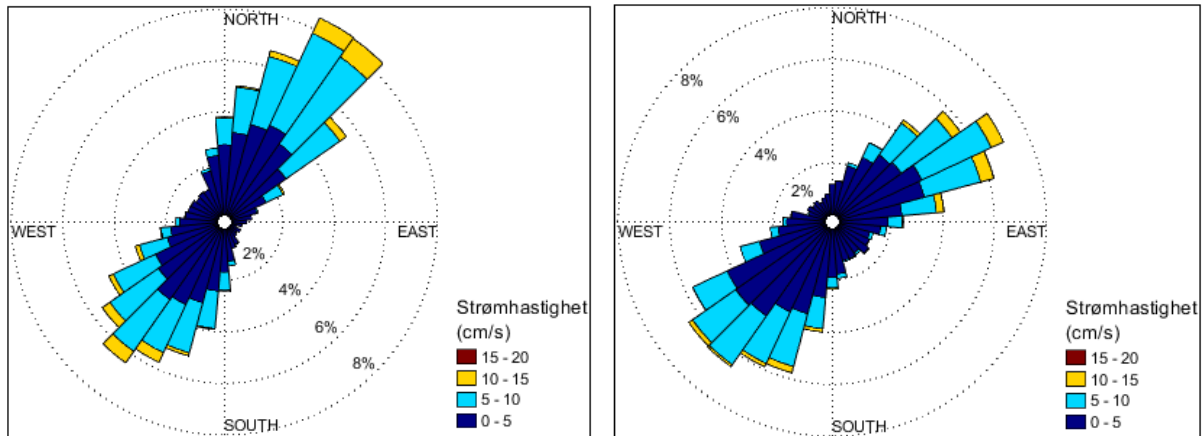 NORTH
WEST
EAST
SOUTH
2%
4%
6%
8%
Strømhastighet
(cm/s)
15 - 20
10 - 15
5 - 10
0 - 5
NORTH
8%
6%
4%
2%
WEST
EAST
SOUTH
Strømhastighet
(cm/s)
15 - 20
10 - 15
5 - 10
0 - 5